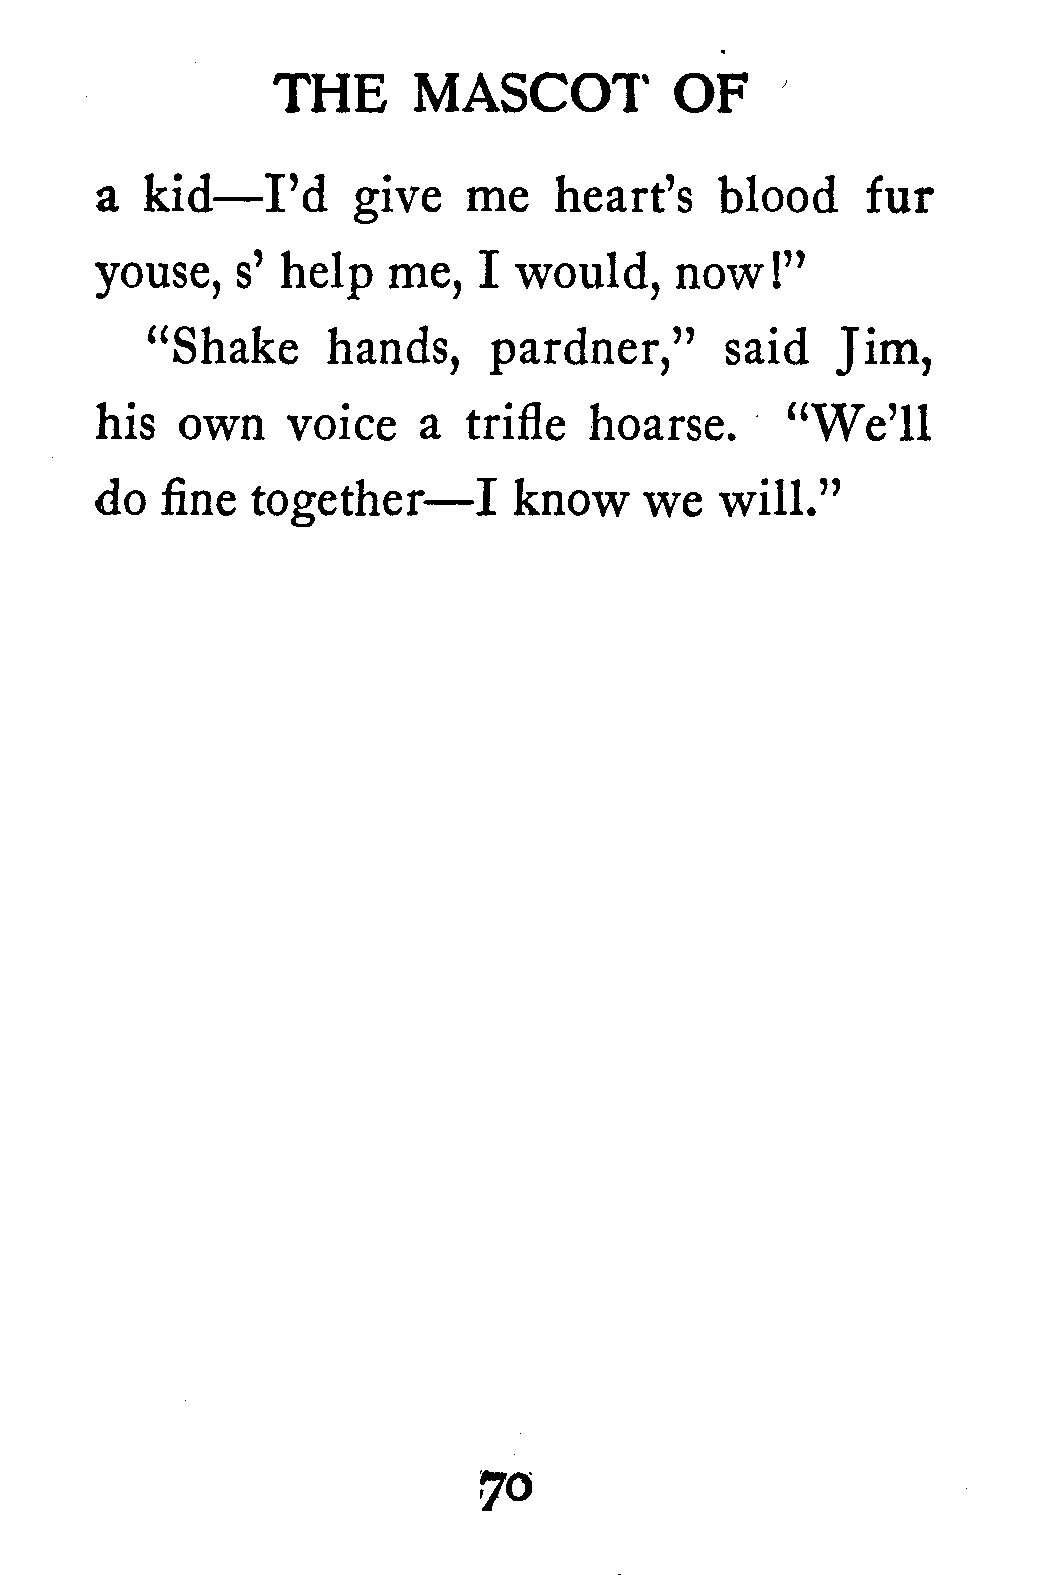 THE MASCOT OF
a kid—I’d give me heart’s blood fur
youse, s’ help me, I would, now!”
“Shake hands, pardner,” said Jim,
his own voice a trifle hoarse. “We’ll
do fine together—I know we will.”
70